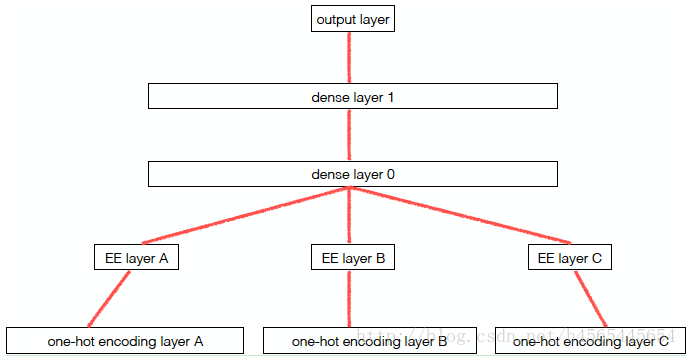 output layer
dense layer 1
dense layer 0
EE layer A
EE layer B
EE layer C
one-hot encoding layer A
one-hot encoding layer B
one-hot encoding layer C
http://blog.csdn.net/h4565445654